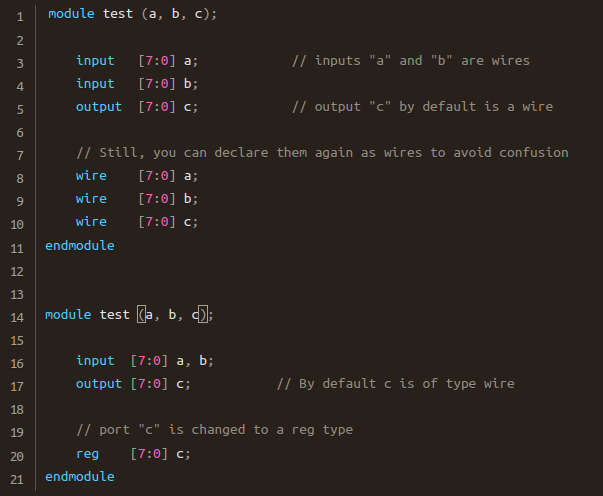 1 module test (a, b, c);
2
3 input [7:0] a; // inputs "a" and "b" are wires
4 input [7:0] b;
5 output [7:0] c; // output "c" by default is a wire
6
7 // Still, you can declare them again as wires to avoid confusion
8 wire [7:0] a;
9 wire [7:0] b;
10 wire [7:0] c;
11 endmodule
12
13
14 module test (a, b, c);
15
16 input [7:0] a, b;
17 output [7:0] c; // By default c is of type wire
18
19 // port "c" is changed to a reg type
20 reg [7:0] c;
21 endmodule